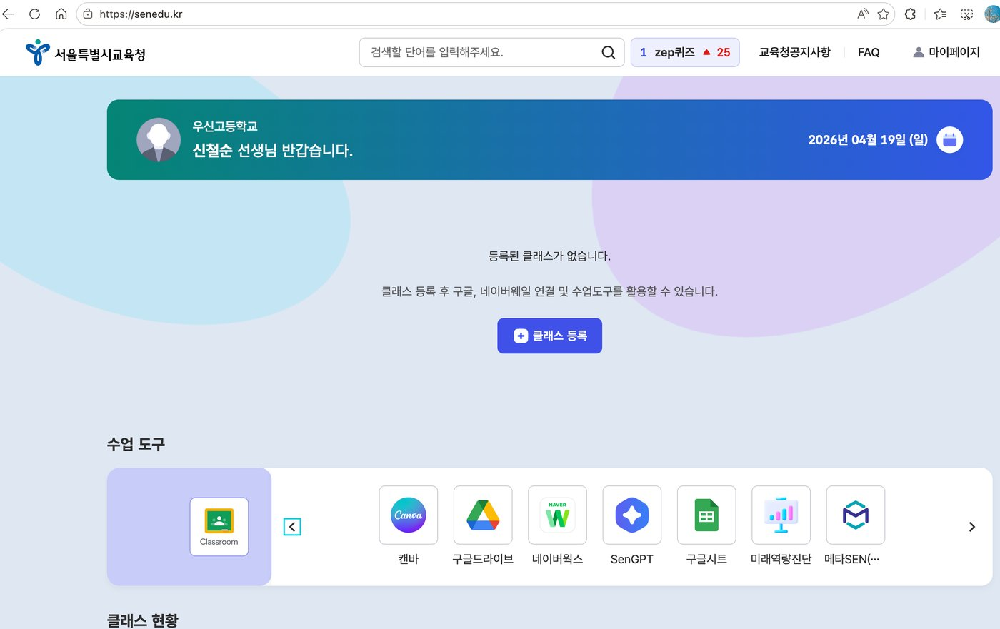 https://senedu.kr
서울특별시교육청
검색할 단어를 입력해주세요.
1 zep퀴즈 ▲ 25
교육청공지사항
FAQ
마이페이지
우신고등학교
신철순 선생님 반갑습니다.
2026년 04월 19일 (일)
등록된 클래스가 없습니다.
클래스 등록 후 구글, 네이버웨일 연결 및 수업도구를 활용할 수 있습니다.
클래스 등록
수업 도구
Classroom
Canva
NAVER
W
캔바
구글드라이브
네이버웍스
SenGPT
구글시트
미래역량진단
메타SEN(···
클래스 현황